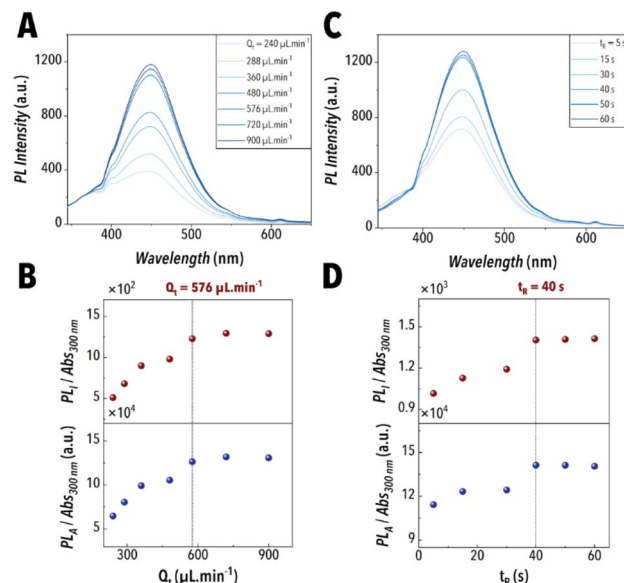 A
PL Intensity (a.u.)
1200
800
400
0
400
500
600
Wavelength (nm)
Qt = 240 µL.min-1
288 µL.min-1
360 µL.min-1
480 µL.min-1
576 µL.min-1
720 µL.min-1
900 µL.min-1
C
PL Intensity (a.u.)
1200
800
400
0
400
500
600
Wavelength (nm)
tR = 5 s
15 s
30 s
40 s
50 s
60 s
B
×10²
Qt = 576 µL.min-1
PLI / Abs300 nm
15
10
5
×10⁴
PLA / Abs300 nm (a.u.)
15
10
5
300
600
900
Qt (µL.min-1)
D
×10³
tR = 40 s
PLI / Abs300 nm
1.5
1.2
0.9
×10⁴
PLA / Abs300 nm (a.u.)
16
14
12
10
0
20
40
60
tR (s)